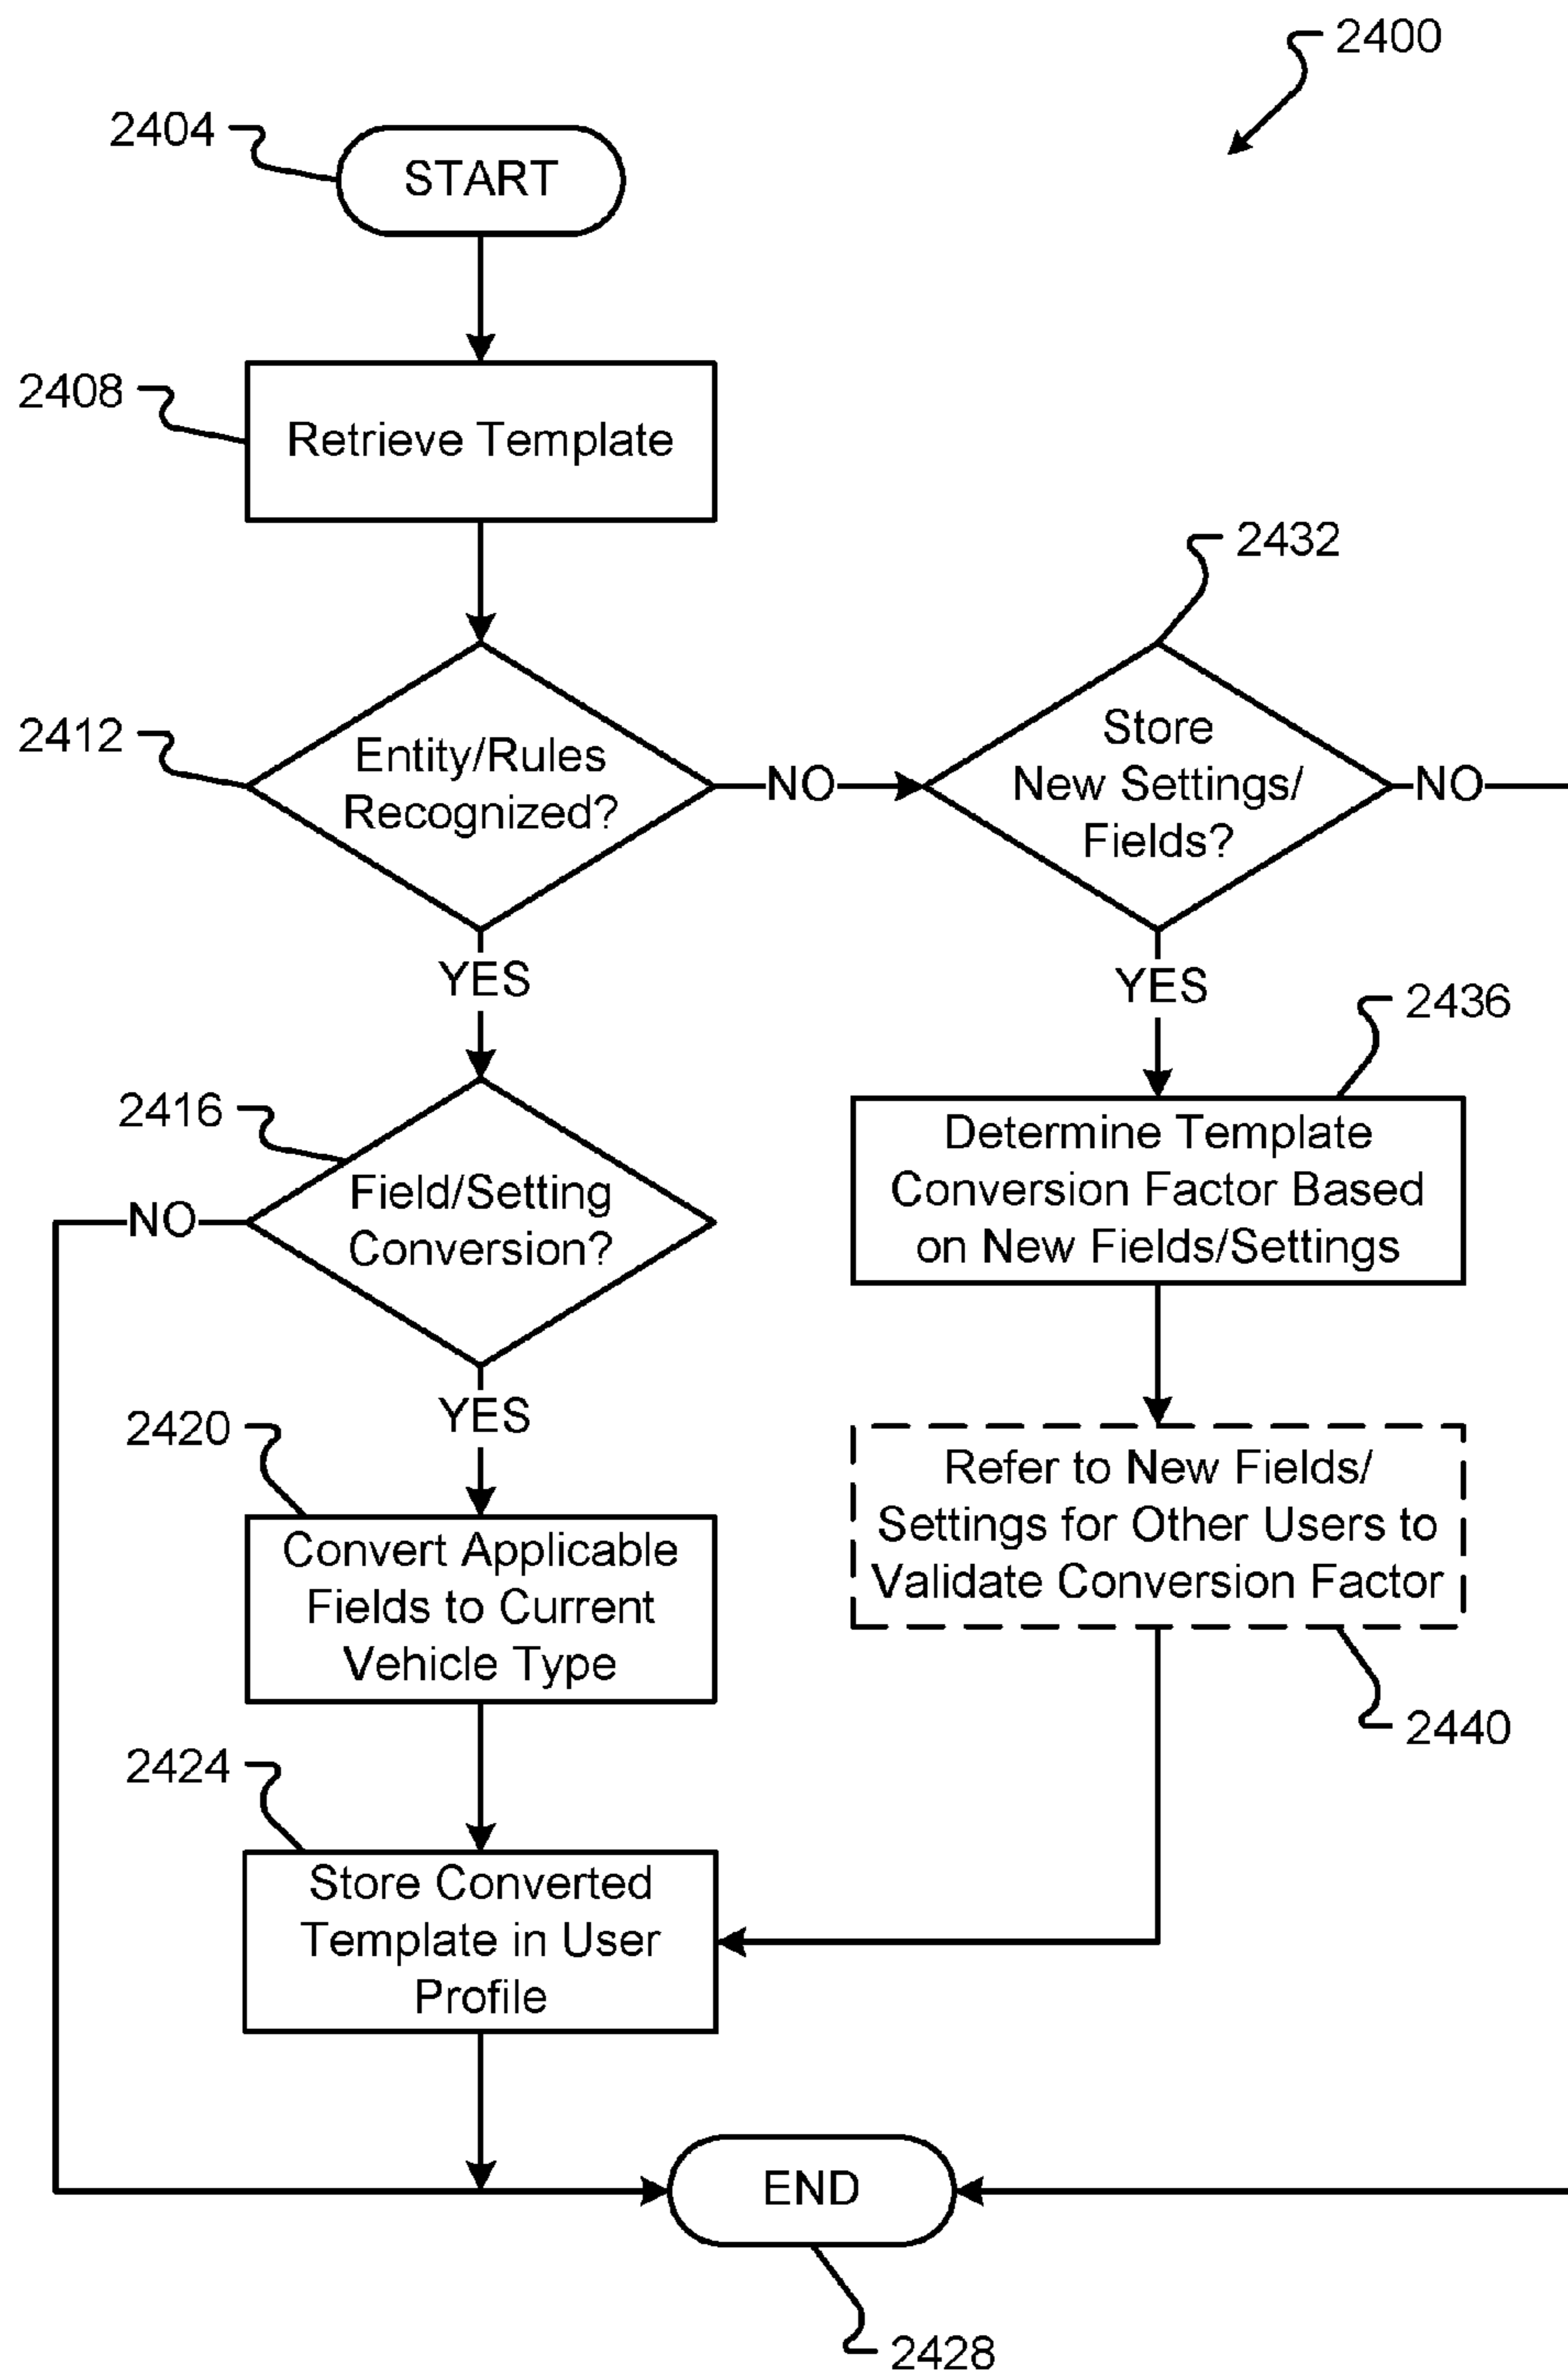 2400
2404
START
2408
Retrieve Template
2432
2412
Entity/Rules
Recognized?
NO
Store
New Settings/
Fields?
NO
YES
YES
2436
2416
Field/Setting
Conversion?
NO
Determine Template
Conversion Factor Based
on New Fields/Settings
YES
2420
Refer to New Fields/
Settings for Other Users to
Validate Conversion Factor
Convert Applicable
Fields to Current
Vehicle Type
2440
2424
Store Converted
Template in User
Profile
END
2428